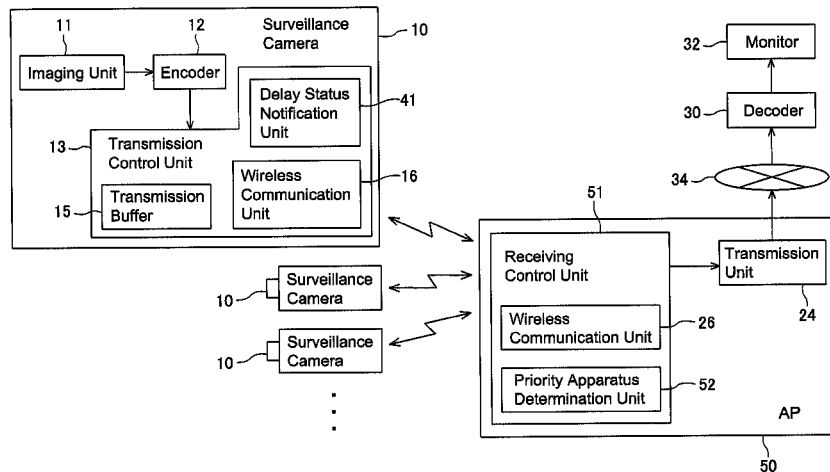 Surveillance
Camera
10
11
12
Imaging Unit
Encoder
Delay Status
Notification
Unit
41
13
Transmission
Control Unit
Wireless
Communication
Unit
16
15
Transmission
Buffer
10
Surveillance
Camera
10
Surveillance
Camera
32
Monitor
30
Decoder
34
51
Receiving
Control Unit
Transmission
Unit
24
Wireless
Communication Unit
26
Priority Apparatus
Determination Unit
52
AP
50